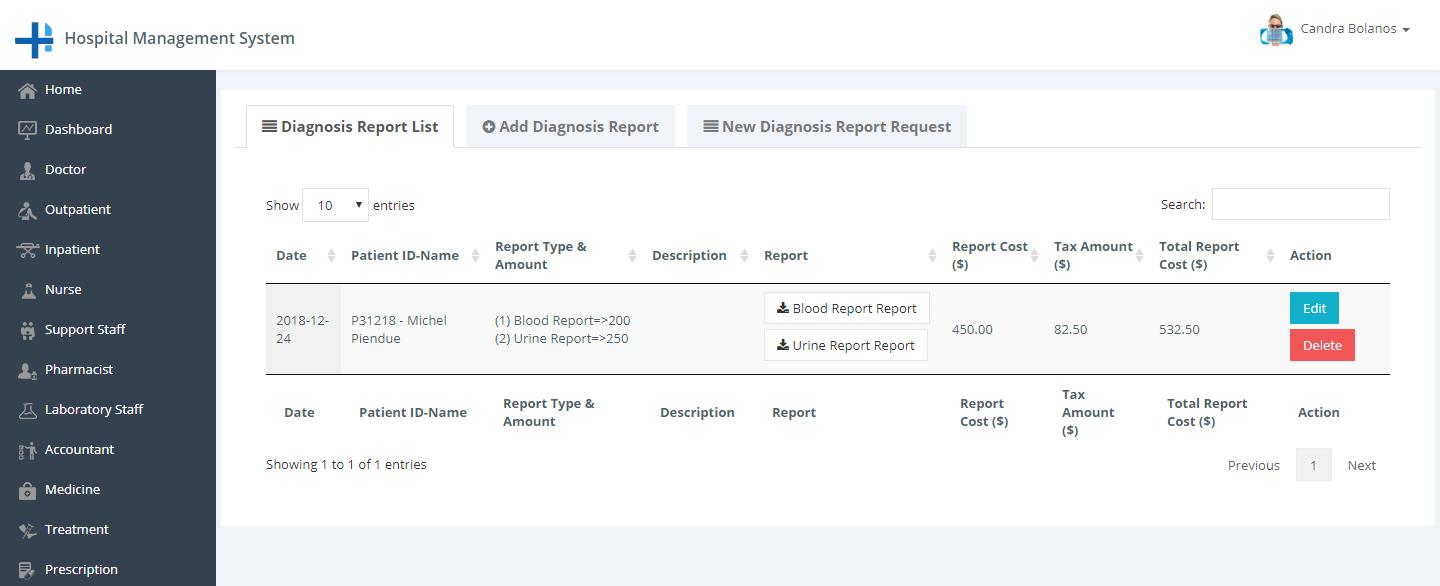 Hospital Management System
Candra Bolanos
Home
Dashboard
Doctor
Outpatient
Inpatient
Nurse
Support Staff
Pharmacist
Laboratory Staff
Accountant
Medicine
Treatment
Prescription
Diagnosis Report List
Add Diagnosis Report
New Diagnosis Report Request
Show 10 entries
Search:
Date
Patient ID-Name
Report Type &
Amount
Description
Report
Report Cost
($)
Tax Amount
($)
Total Report
Cost ($)
Action
2018-12-
24
P31218 - Michel
Piendue
(1) Blood Report=>200
(2) Urine Report=>250
Blood Report Report
Urine Report Report
450.00
82.50
532.50
Edit
Delete
Date
Patient ID-Name
Report Type &
Amount
Description
Report
Report
Cost ($)
Tax
Amount
($)
Total Report
Cost ($)
Action
Showing 1 to 1 of 1 entries
Previous
1
Next